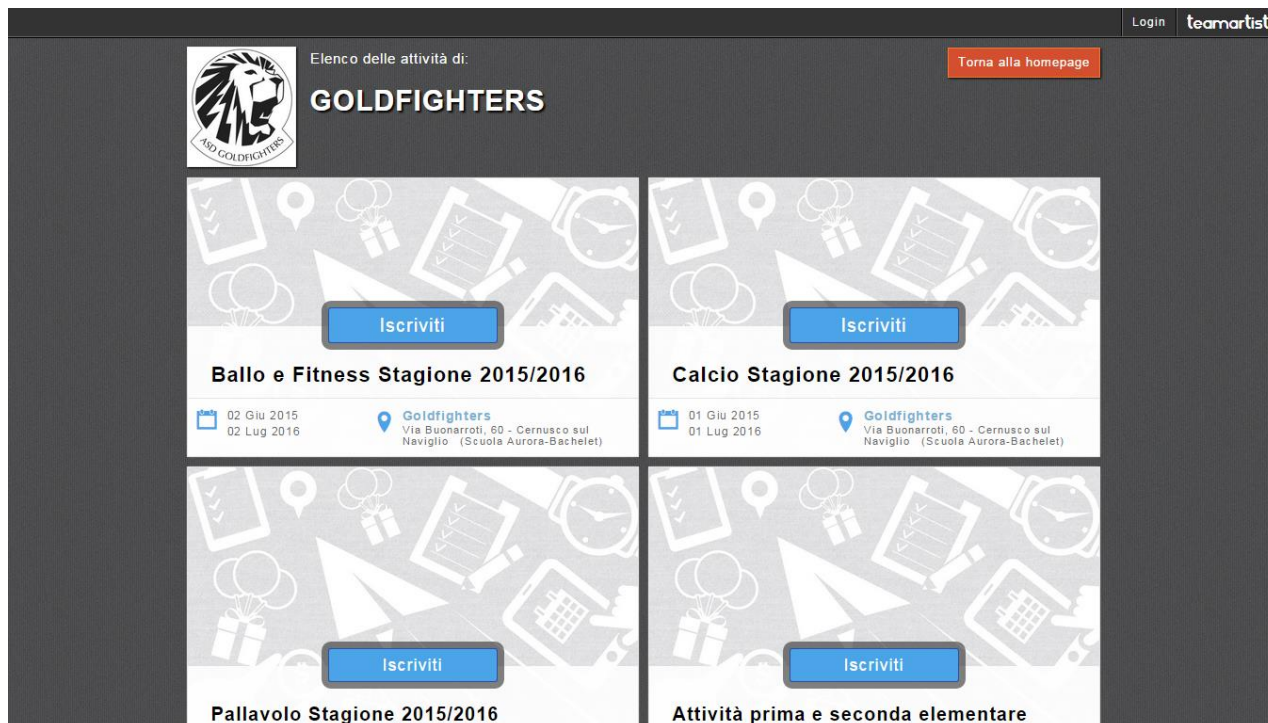 Login teamartist
Elenco delle attività di:
Torna alla homepage
GOLDFIGHTERS
ASD GOLDFIGHTERS
Iscriviti
Ballo e Fitness Stagione 2015/2016
02 Giu 2015
02 Lug 2016
Goldfighters
Via Buonarroti, 60 - Cernusco sul
Naviglio (Scuola Aurora-Bachelet)
Iscriviti
Calcio Stagione 2015/2016
01 Giu 2015
01 Lug 2016
Goldfighters
Via Buonarroti, 60 - Cernusco sul
Naviglio (Scuola Aurora-Bachelet)
Iscriviti
Pallavolo Stagione 2015/2016
Iscriviti
Attività prima e seconda elementare